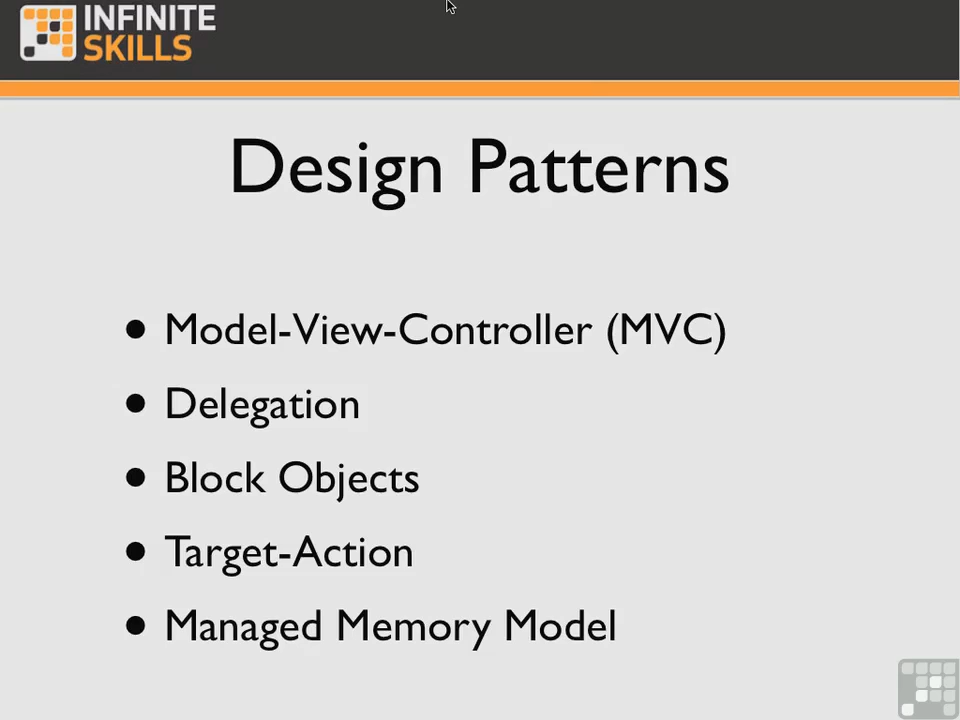 INFINITE
SKILLS
Design Patterns
• Model-View-Controller (MVC)
• Delegation
• Block Objects
• Target-Action
• Managed Memory Model